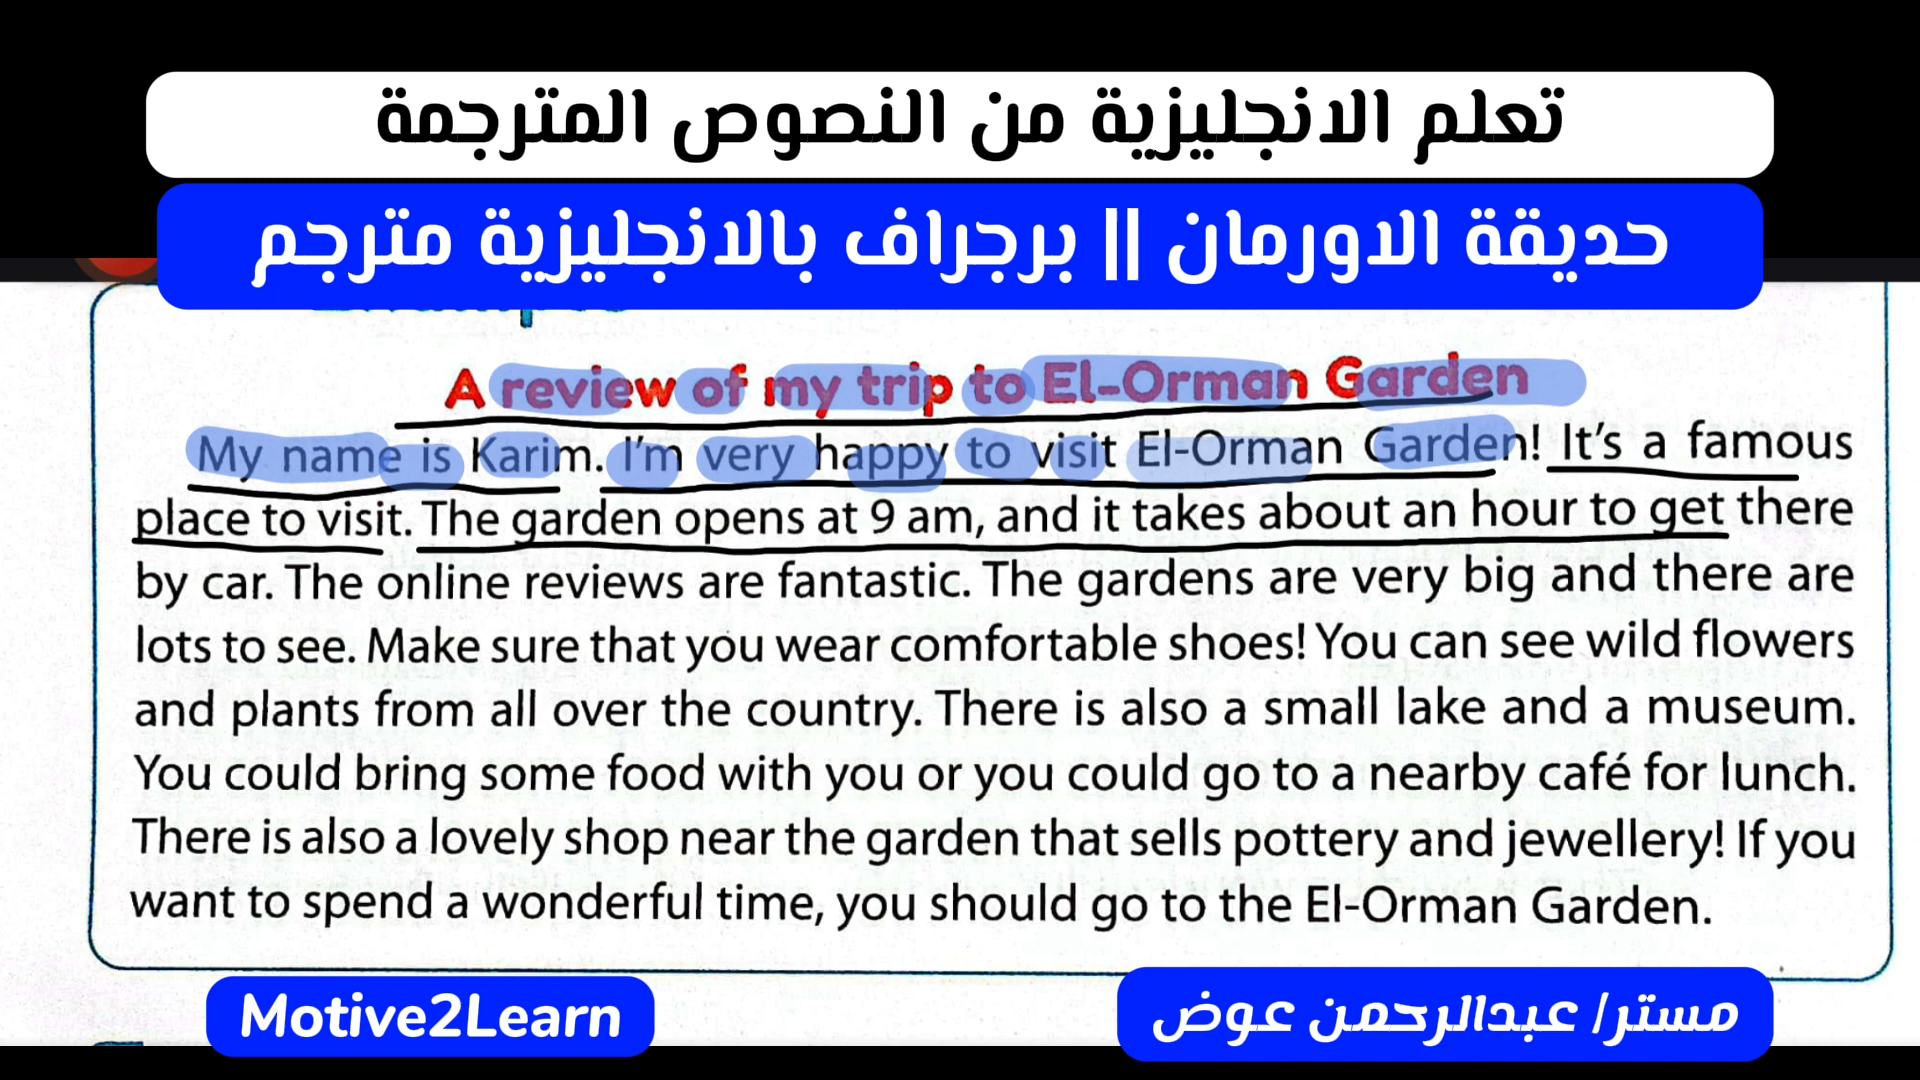 تعلم الانجليزية من النصوص المترجمة
حديقة الاورمان || برجراف بالانجليزية مترجم
A review of my trip to El-Orman Garden
My name is Karim. I'm very happy to visit El-Orman Garden! It's a famous
place to visit. The garden opens at 9 am, and it takes about an hour to get there
by car. The online reviews are fantastic. The gardens are very big and there are
lots to see. Make sure that you wear comfortable shoes! You can see wild flowers
and plants from all over the country. There is also a small lake and a museum.
You could bring some food with you or you could go to a nearby café for lunch.
There is also a lovely shop near the garden that sells pottery and jewellery! If you
want to spend a wonderful time, you should go to the El-Orman Garden.
Motive2Learn
مستر/ عبدالرحمن عوض